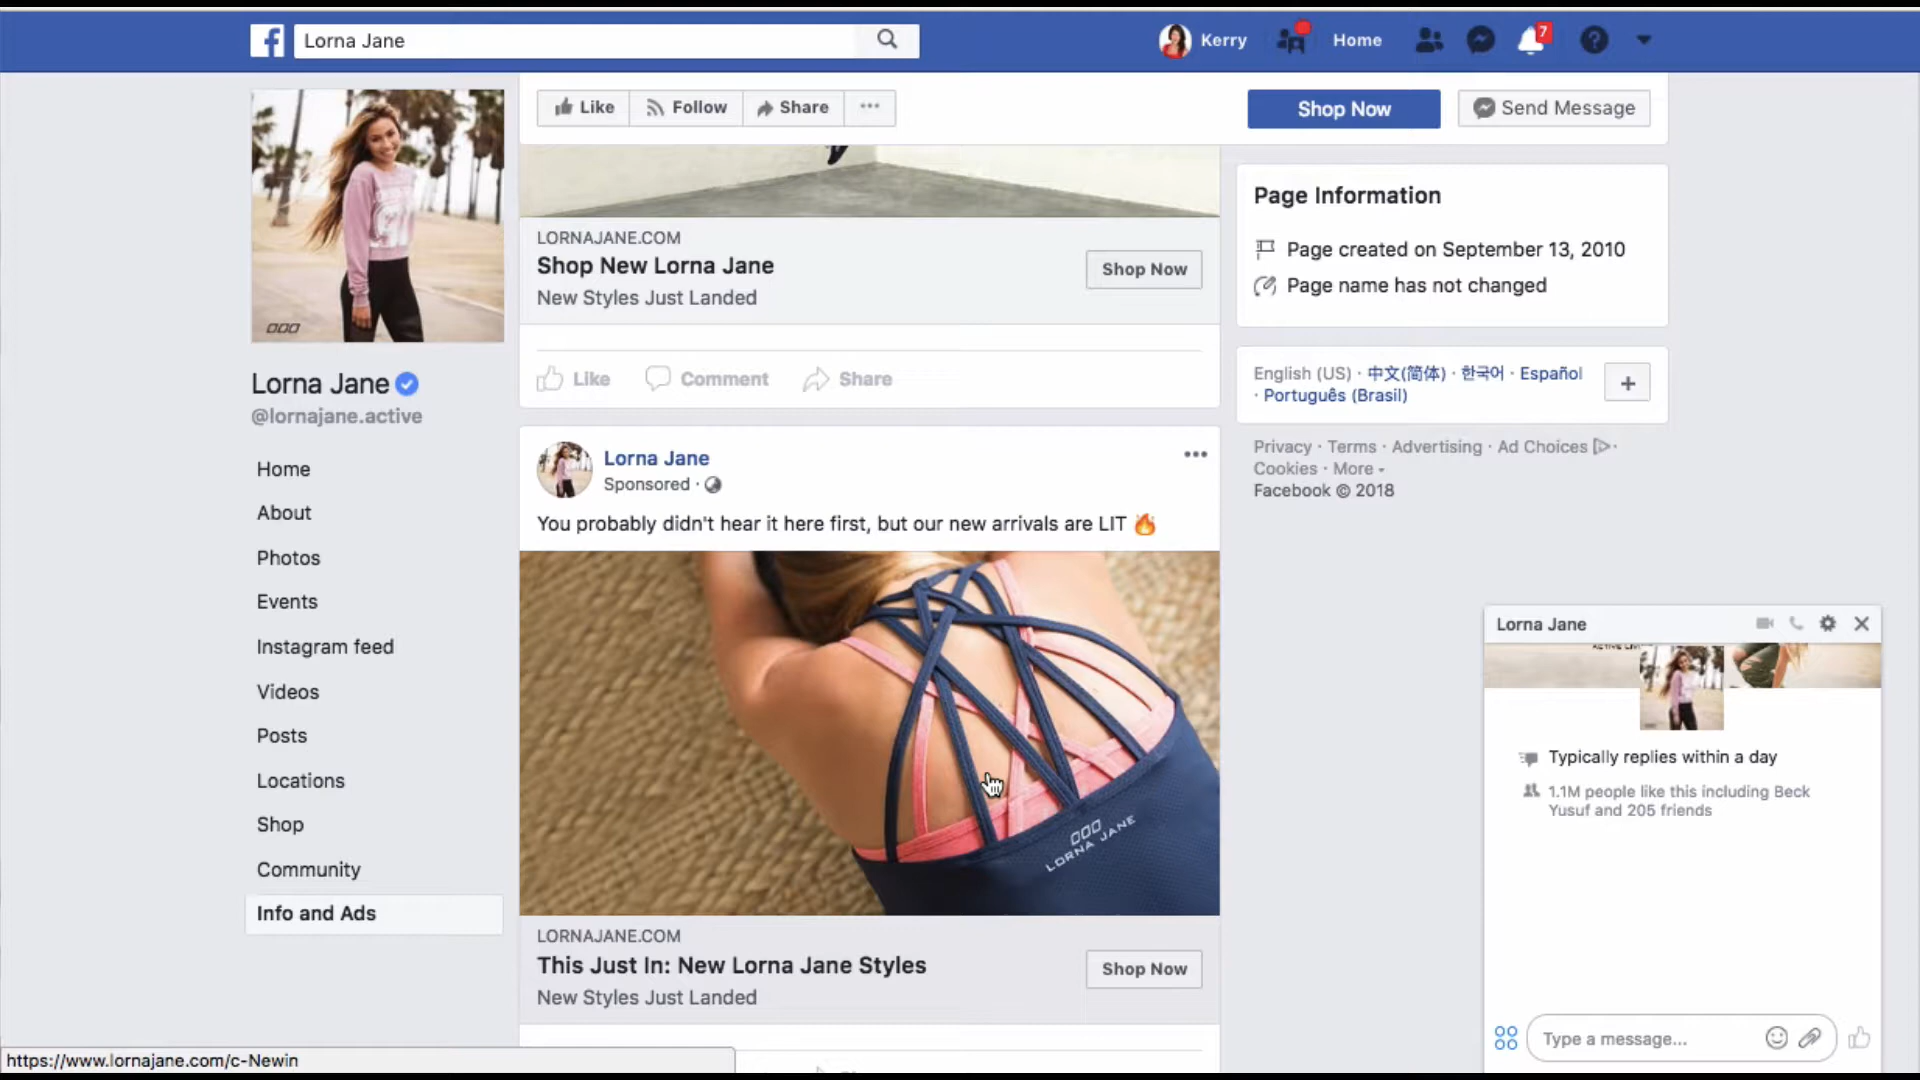 Lorna Jane
Kerry
Home
7
?
Like
Follow
Share
Shop Now
Send Message
LORNAJANE.COM
Shop New Lorna Jane
New Styles Just Landed
Shop Now
Like
Comment
Share
Page Information
Page created on September 13, 2010
Page name has not changed
English (US) · 中文(简体) · 한국어 · Español
· Português (Brasil)
+
Privacy · Terms · Advertising · Ad Choices ·
Cookies · More
Facebook © 2018
Lorna Jane
@lornajane.active
Home
About
Photos
Events
Instagram feed
Videos
Posts
Locations
Shop
Community
Info and Ads
Lorna Jane
Sponsored ·
You probably didn't hear it here first, but our new arrivals are LIT 🔥
LORNA JANE
LORNAJANE.COM
This Just In: New Lorna Jane Styles
New Styles Just Landed
Shop Now
Lorna Jane
Typically replies within a day
1.1M people like this including Beck
Yusuf and 205 friends
Type a message...
https://www.lornajane.com/c-Newin